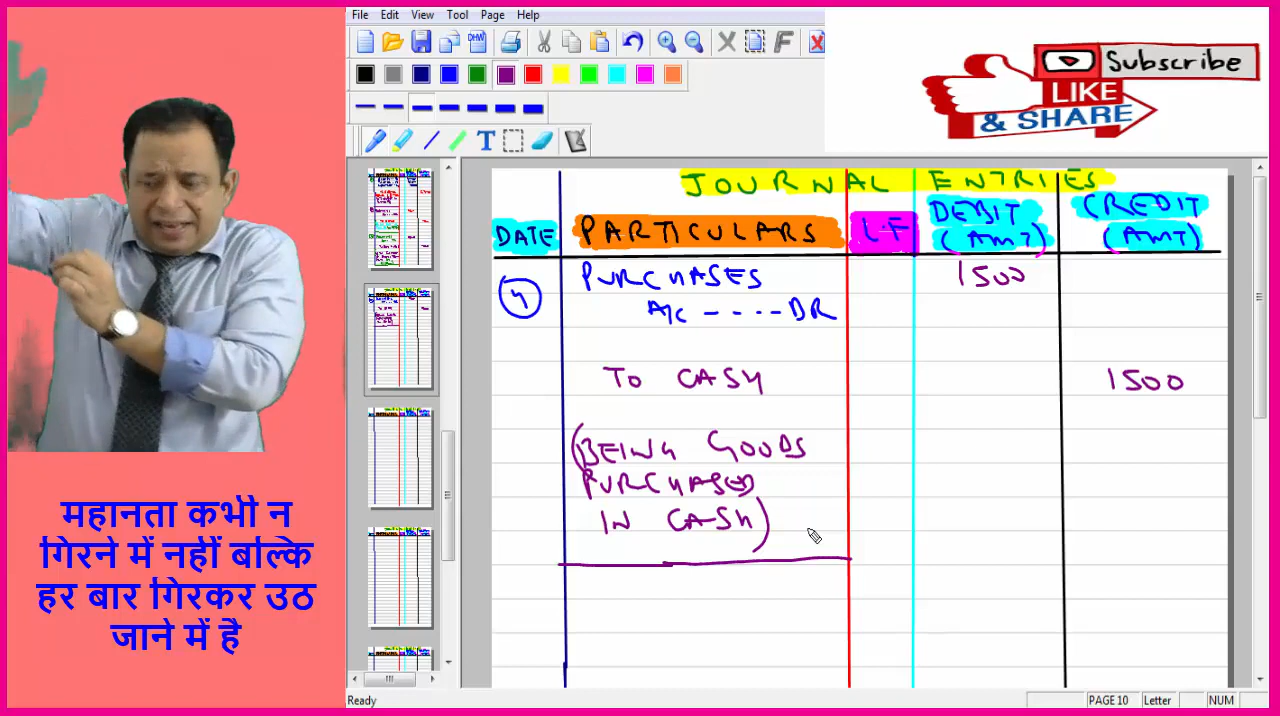 File Edit View Tool Page Help
DHW
F
T
Subscribe
LIKE
& SHARE
JOURNAL ENTRIES
DATE PARTICULARS L.F DEBIT (AMT) CREDIT (AMT)
4 PURCHASES 1500
A/C ---- DR
TO CASH 1500
(BEING GOODS
PURCHASED
IN CASH)
महानता कभी न
गिरने में नहीं बल्कि
हर बार गिरकर उठ
जाने में है
Ready PAGE 10 Letter NUM